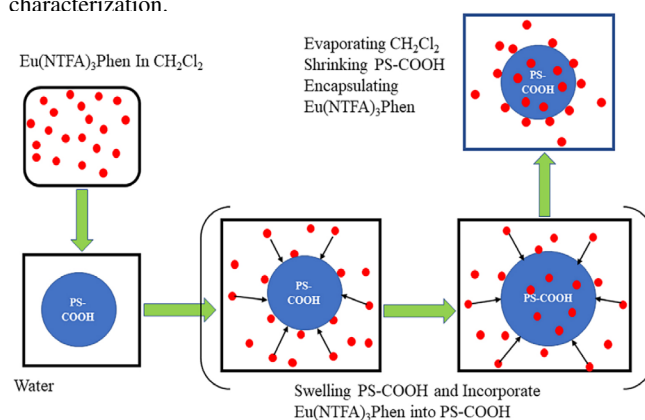 characterization.
Eu(NTFA)₃Phen In CH₂Cl₂
Evaporating CH₂Cl₂
Shrinking PS-COOH
Encapsulating
Eu(NTFA)₃Phen
PS-
COOH
PS-
COOH
PS-
COOH
PS-COOH
Water
Swelling PS-COOH and Incorporate
Eu(NTFA)₃Phen into PS-COOH